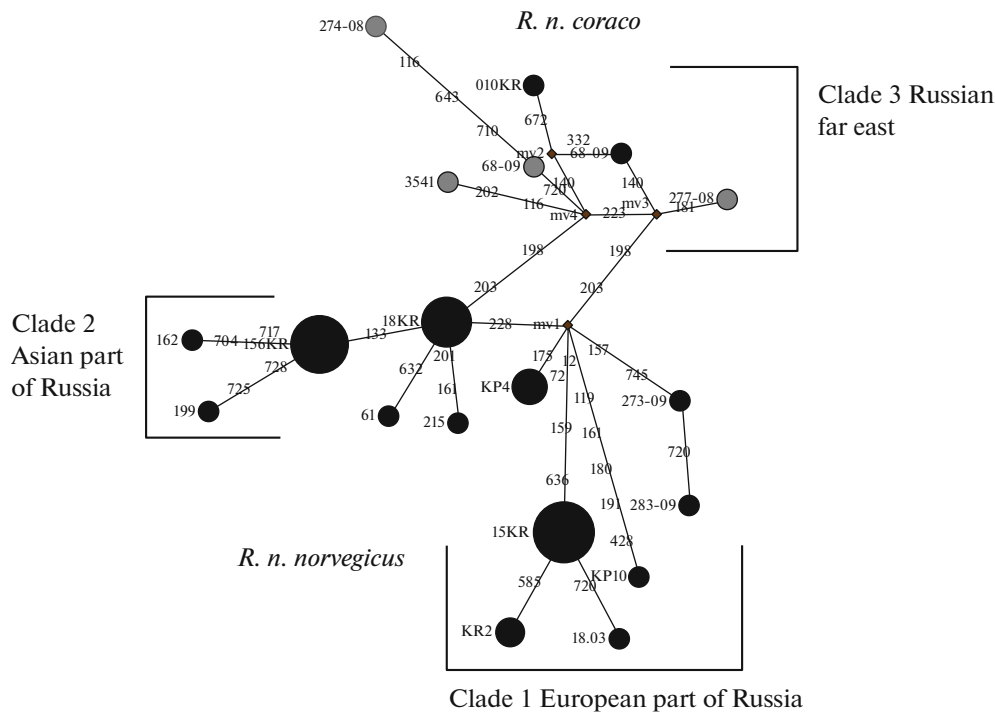 R. n. coraco
274-08
116
643
710
010KR
672
332
mv2
68-09
68-09
140
720
140
3541
202
116
mv4
223
mv3
181
277-08
Clade 3 Russian
far east
198
203
198
203
Clade 2
Asian part
of Russia
162
704
717
156KR
133
728
725
199
18KR
228
mv1
201
632
161
61
215
175
KP4
72
12
157
745
273-09
119
159
161
720
180
636
191
283-09
428
15KR
KP10
R. n. norvegicus
585
720
KR2
18.03
Clade 1 European part of Russia